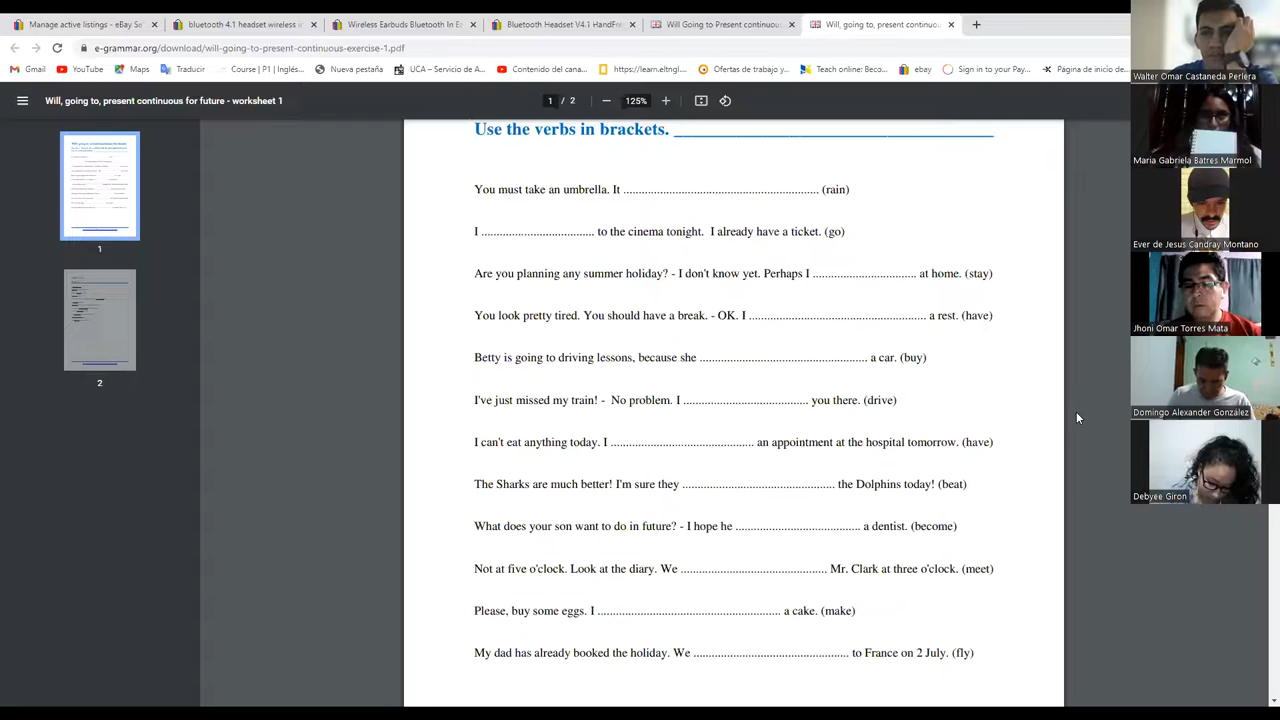 Manage active listings - eBay Se
bluetooth 4.1 headset wireless in
Wireless Earbuds Bluetooth In Ea
Bluetooth Headset V4.1 HandFre
Will Going to Present continuous
Will, going to, present continuou
e-grammar.org/download/will-going-to-present-continuous-exercise-1.pdf
Gmail
YouTube
Maps
Traducir
Course | P1 | Inglés...
Nueva pestaña
UCA – Servicio de A...
Contenido del cana...
https://learn.eltngl...
Ofertas de trabajo y...
Teach online: Beco...
ebay
Sign in to your Pay...
Página de inicio de...
Will, going to, present continuous for future - worksheet 1
1 / 2
125%
1
2
Use the verbs in brackets.
You must take an umbrella. It ................................................................ (rain)
I ..................................... to the cinema tonight. I already have a ticket. (go)
Are you planning any summer holiday? - I don't know yet. Perhaps I .................................. at home. (stay)
You look pretty tired. You should have a break. - OK. I .......................................................... a rest. (have)
Betty is going to driving lessons, because she ....................................................... a car. (buy)
I've just missed my train! - No problem. I ......................................... you there. (drive)
I can't eat anything today. I ............................................... an appointment at the hospital tomorrow. (have)
The Sharks are much better! I'm sure they .................................................. the Dolphins today! (beat)
What does your son want to do in future? - I hope he ......................................... a dentist. (become)
Not at five o'clock. Look at the diary. We ................................................ Mr. Clark at three o'clock. (meet)
Please, buy some eggs. I ............................................................ a cake. (make)
My dad has already booked the holiday. We ................................................... to France on 2 July. (fly)
Walter Omar Castaneda Perlera
Maria Gabriela Batres Marmol
Ever de Jesus Candray Montano
Jhoni Omar Torres Mata
Domingo Alexander González
Debyee Giron